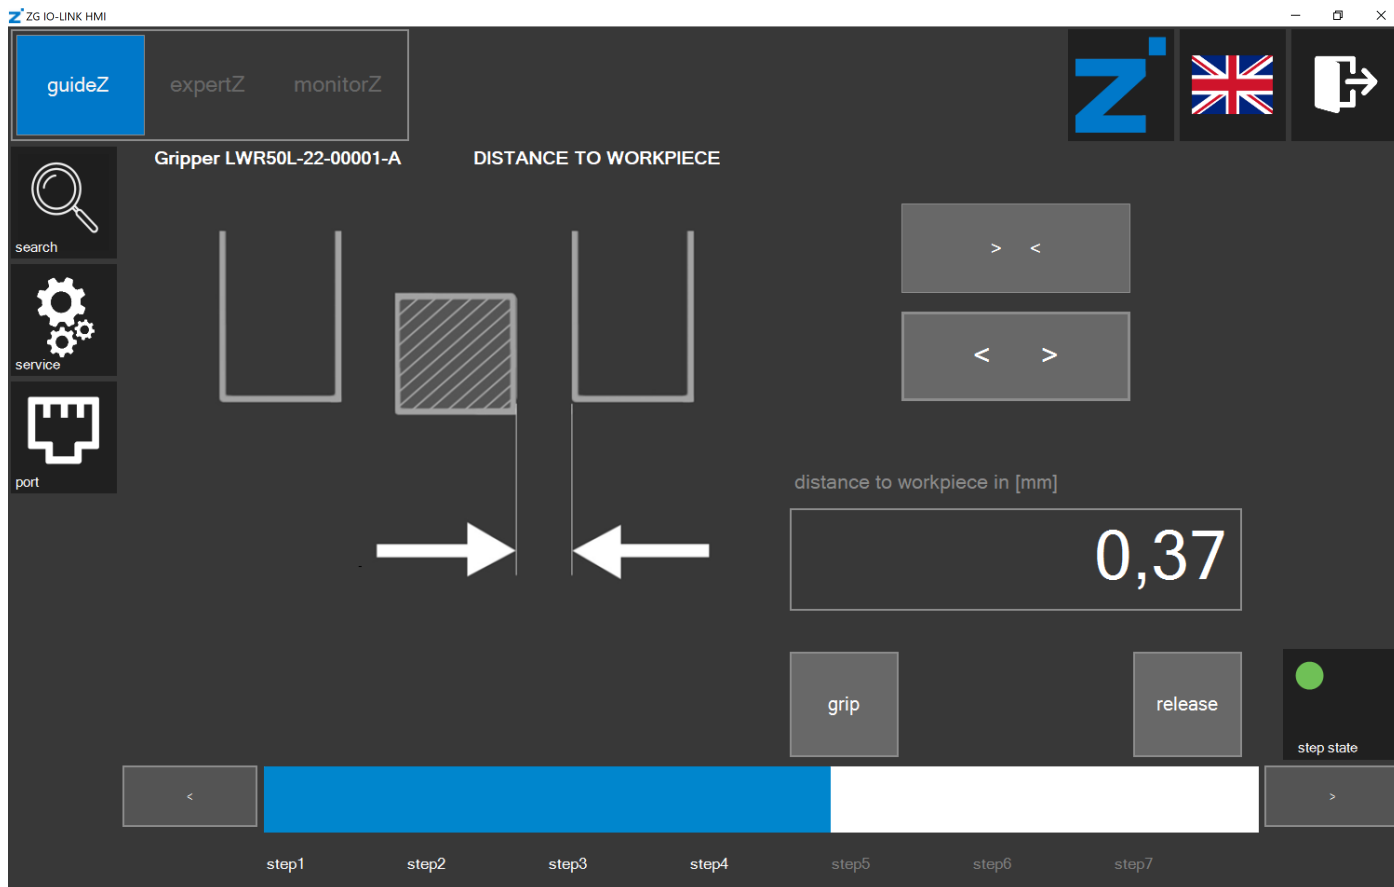 ZG IO-LINK HMI
guideZ expertZ monitorZ
Gripper LWR50L-22-00001-A DISTANCE TO WORKPIECE
search
service
port
> <
< >
distance to workpiece in [mm]
0,37
grip release
step state
< >
step1 step2 step3 step4 step5 step6 step7